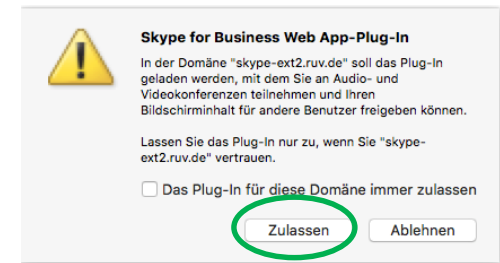 Skype for Business Web App-Plug-In
In der Domäne "skype-ext2.ruv.de" soll das Plug-In
geladen werden, mit dem Sie an Audio- und
Videokonferenzen teilnehmen und Ihren
Bildschirminhalt für andere Benutzer freigeben können.
Lassen Sie das Plug-In nur zu, wenn Sie "skype-
ext2.ruv.de" vertrauen.
Das Plug-In für diese Domäne immer zulassen
Zulassen Ablehnen